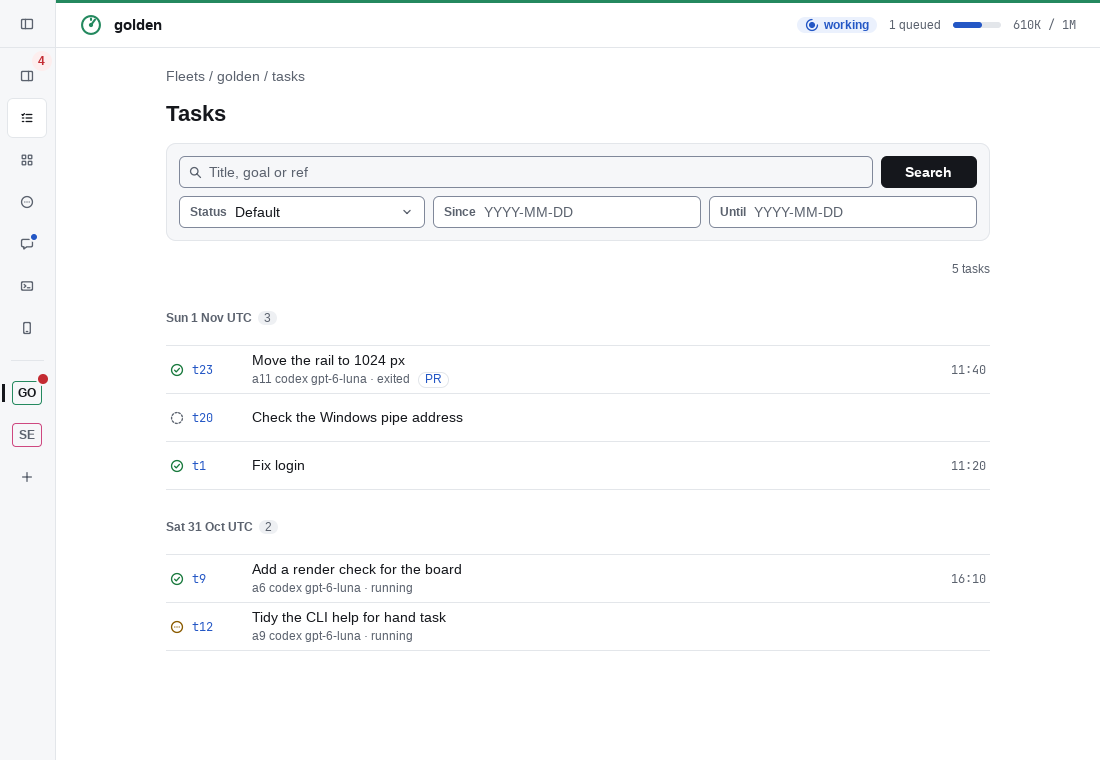 golden
working
1 queued
610K / 1M
4
Fleets / golden / tasks
Tasks
Title, goal or ref
Search
Status Default
Since YYYY-MM-DD
Until YYYY-MM-DD
5 tasks
Sun 1 Nov UTC 3
t23 Move the rail to 1024 px 11:40
a11 codex gpt-6-luna · exited PR
t20 Check the Windows pipe address
t1 Fix login 11:20
Sat 31 Oct UTC 2
t9 Add a render check for the board 16:10
a6 codex gpt-6-luna · running
t12 Tidy the CLI help for hand task
a9 codex gpt-6-luna · running
GO
SE